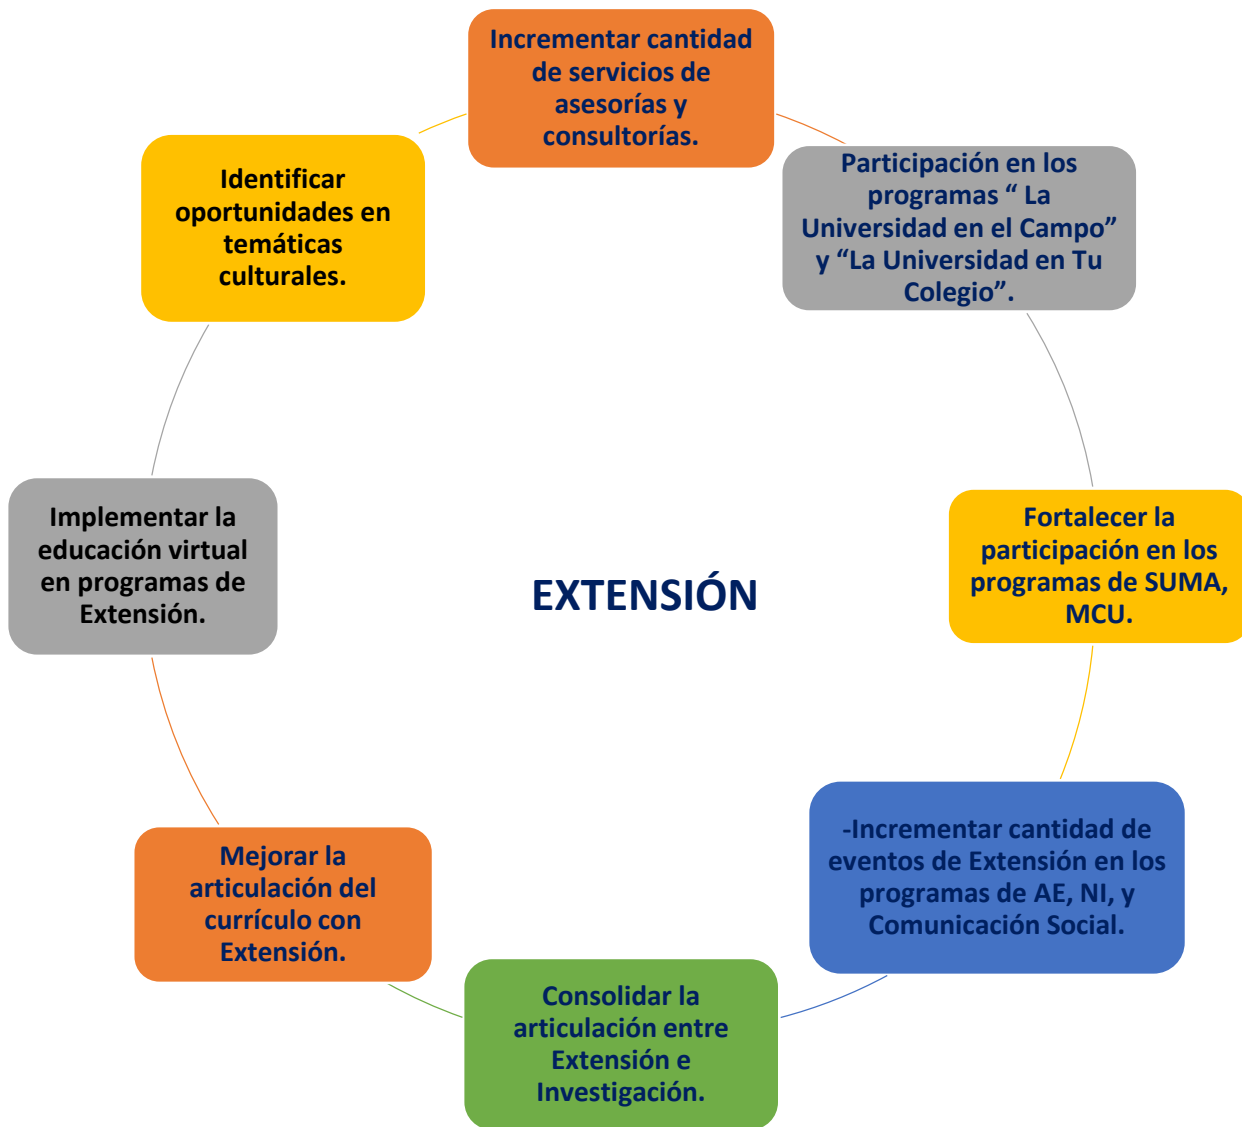 Incrementar cantidad
de servicios de
asesorías y
consultorías.
Participación en los
programas “ La
Universidad en el Campo”
y “La Universidad en Tu
Colegio”.
Fortalecer la
participación en los
programas de SUMA,
MCU.
-Incrementar cantidad de
eventos de Extensión en los
programas de AE, NI, y
Comunicación Social.
Consolidar la
articulación entre
Extensión e
Investigación.
Mejorar la
articulación del
currículo con
Extensión.
Implementar la
educación virtual
en programas de
Extensión.
Identificar
oportunidades en
temáticas
culturales.
EXTENSIÓN